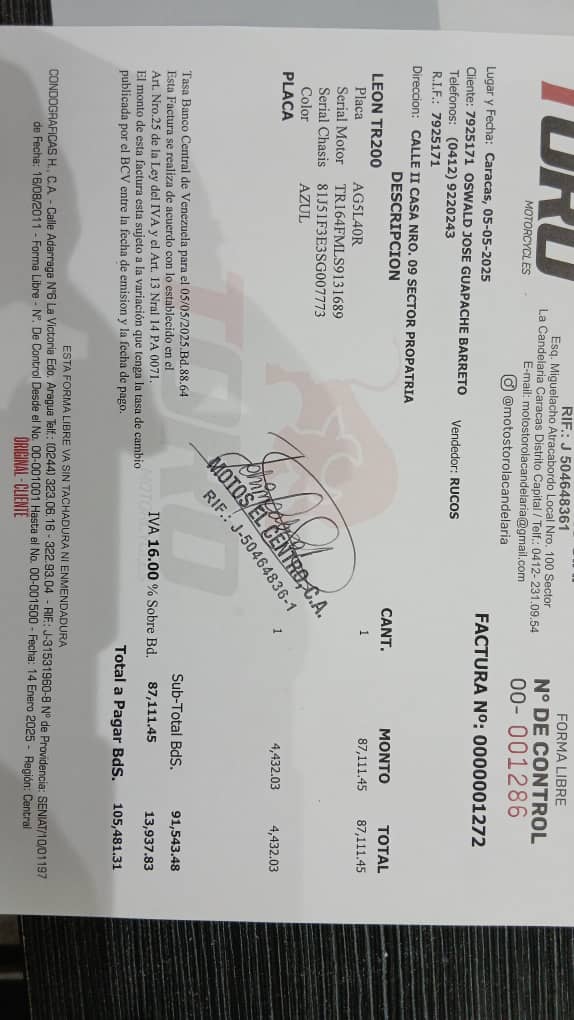 TORO
MOTORCYCLES
RIF.: J 504648361
Esq. Miguelacho Atracabordo Local Nro. 100 Sector
La Candelaria Caracas Distrito Capital / Telf.: 0412- 231.09.54
E-mail: motostorolacandelaria@gmail.com
@motostorolacandelaria
FORMA LIBRE
N° DE CONTROL
00- 001286
Lugar y Fecha: Caracas, 05-05-2025
FACTURA Nº: 0000001272
Cliente: 7925171 OSWALD JOSE GUAPACHE BARRETO
Telefonos: (0412) 9220243
Vendedor: RUCOS
R.I.F.: 7925171
Direccion: CALLE II CASA NRO. 09 SECTOR PROPATRIA
DESCRIPCION CANT. MONTO TOTAL
LEON TR200 1 87,111.45 87,111.45
Placa AG5L40R
Serial Motor TR164FMLS9131689
Serial Chasis 81J51F3E3SG007773
Color AZUL
PLACA 1 4,432.03 4,432.03
MOTOS EL CENTRO, C.A.
RIF.: J-50464836-1
TORO
Tasa Banco Central de Venezuela para el 05/05/2025.Bd.88.64
Sub-Total BdS. 91,543.48
Esta Factura se realiza de acuerdo con lo establecido en el
Art. Nro.25 de la Ley del IVA y el Art. 13 Nral 14 PA 0071.
IVA 16.00 % Sobre Bd. 87,111.45 13,937.83
El monto de esta factura esta sujeto a la variación que tenga la tasa de cambio
publicada por el BCV entre la fecha de emision y la fecha de pago.
Total a Pagar BdS. 105,481.31
ESTA FORMA LIBRE VA SIN TACHADURA NI ENMENDADURA
CONDOGRAFICAS H., C.A. - Calle Adarraga Nº6 La Victoria Edo. Aragua Telf.: (0244) 323.06.16 - 322.93.04 - RIF.: J-31531960-8 Nº de Providencia: SENIAT/10/01197
de Fecha: 16/08/2011 - Forma Libre - N°. De Control Desde el No. 00-001001 Hasta el No. 00-001500 - Fecha: 14 Enero 2025 - Región: Central
ORIGINAL - CLIENTE